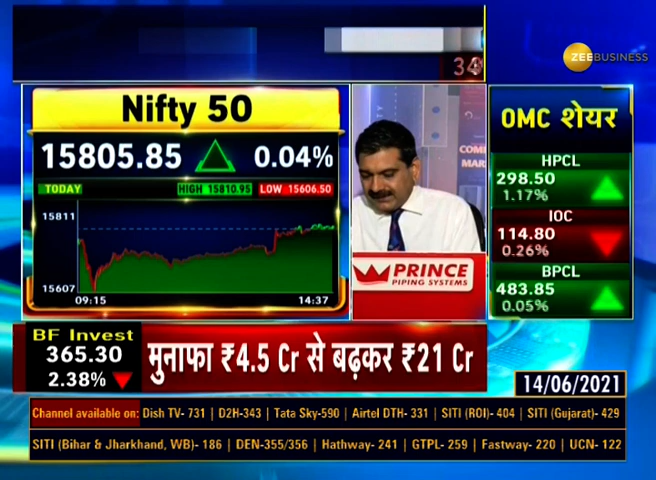 34
ZEE BUSINESS
Nifty 50
15805.85 0.04%
TODAY HIGH 15810.95 LOW 15606.50
15811
15607
09:15 14:37
COM
MAR
PRINCE
PIPING SYSTEMS
OMC शेयर
HPCL
298.50
1.17%
IOC
114.80
0.26%
BPCL
483.85
0.05%
BF Invest
365.30
2.38%
मुनाफा ₹4.5 Cr से बढ़कर ₹21 Cr
14/06/2021
Channel available on: Dish TV- 731 | D2H-343 | Tata Sky-590 | Airtel DTH- 331 | SITI (ROI)- 404 | SITI (Gujarat)- 429
SITI (Bihar & Jharkhand, WB)- 186 | DEN-355/356 | Hathway- 241 | GTPL- 259 | Fastway- 220 | UCN- 122